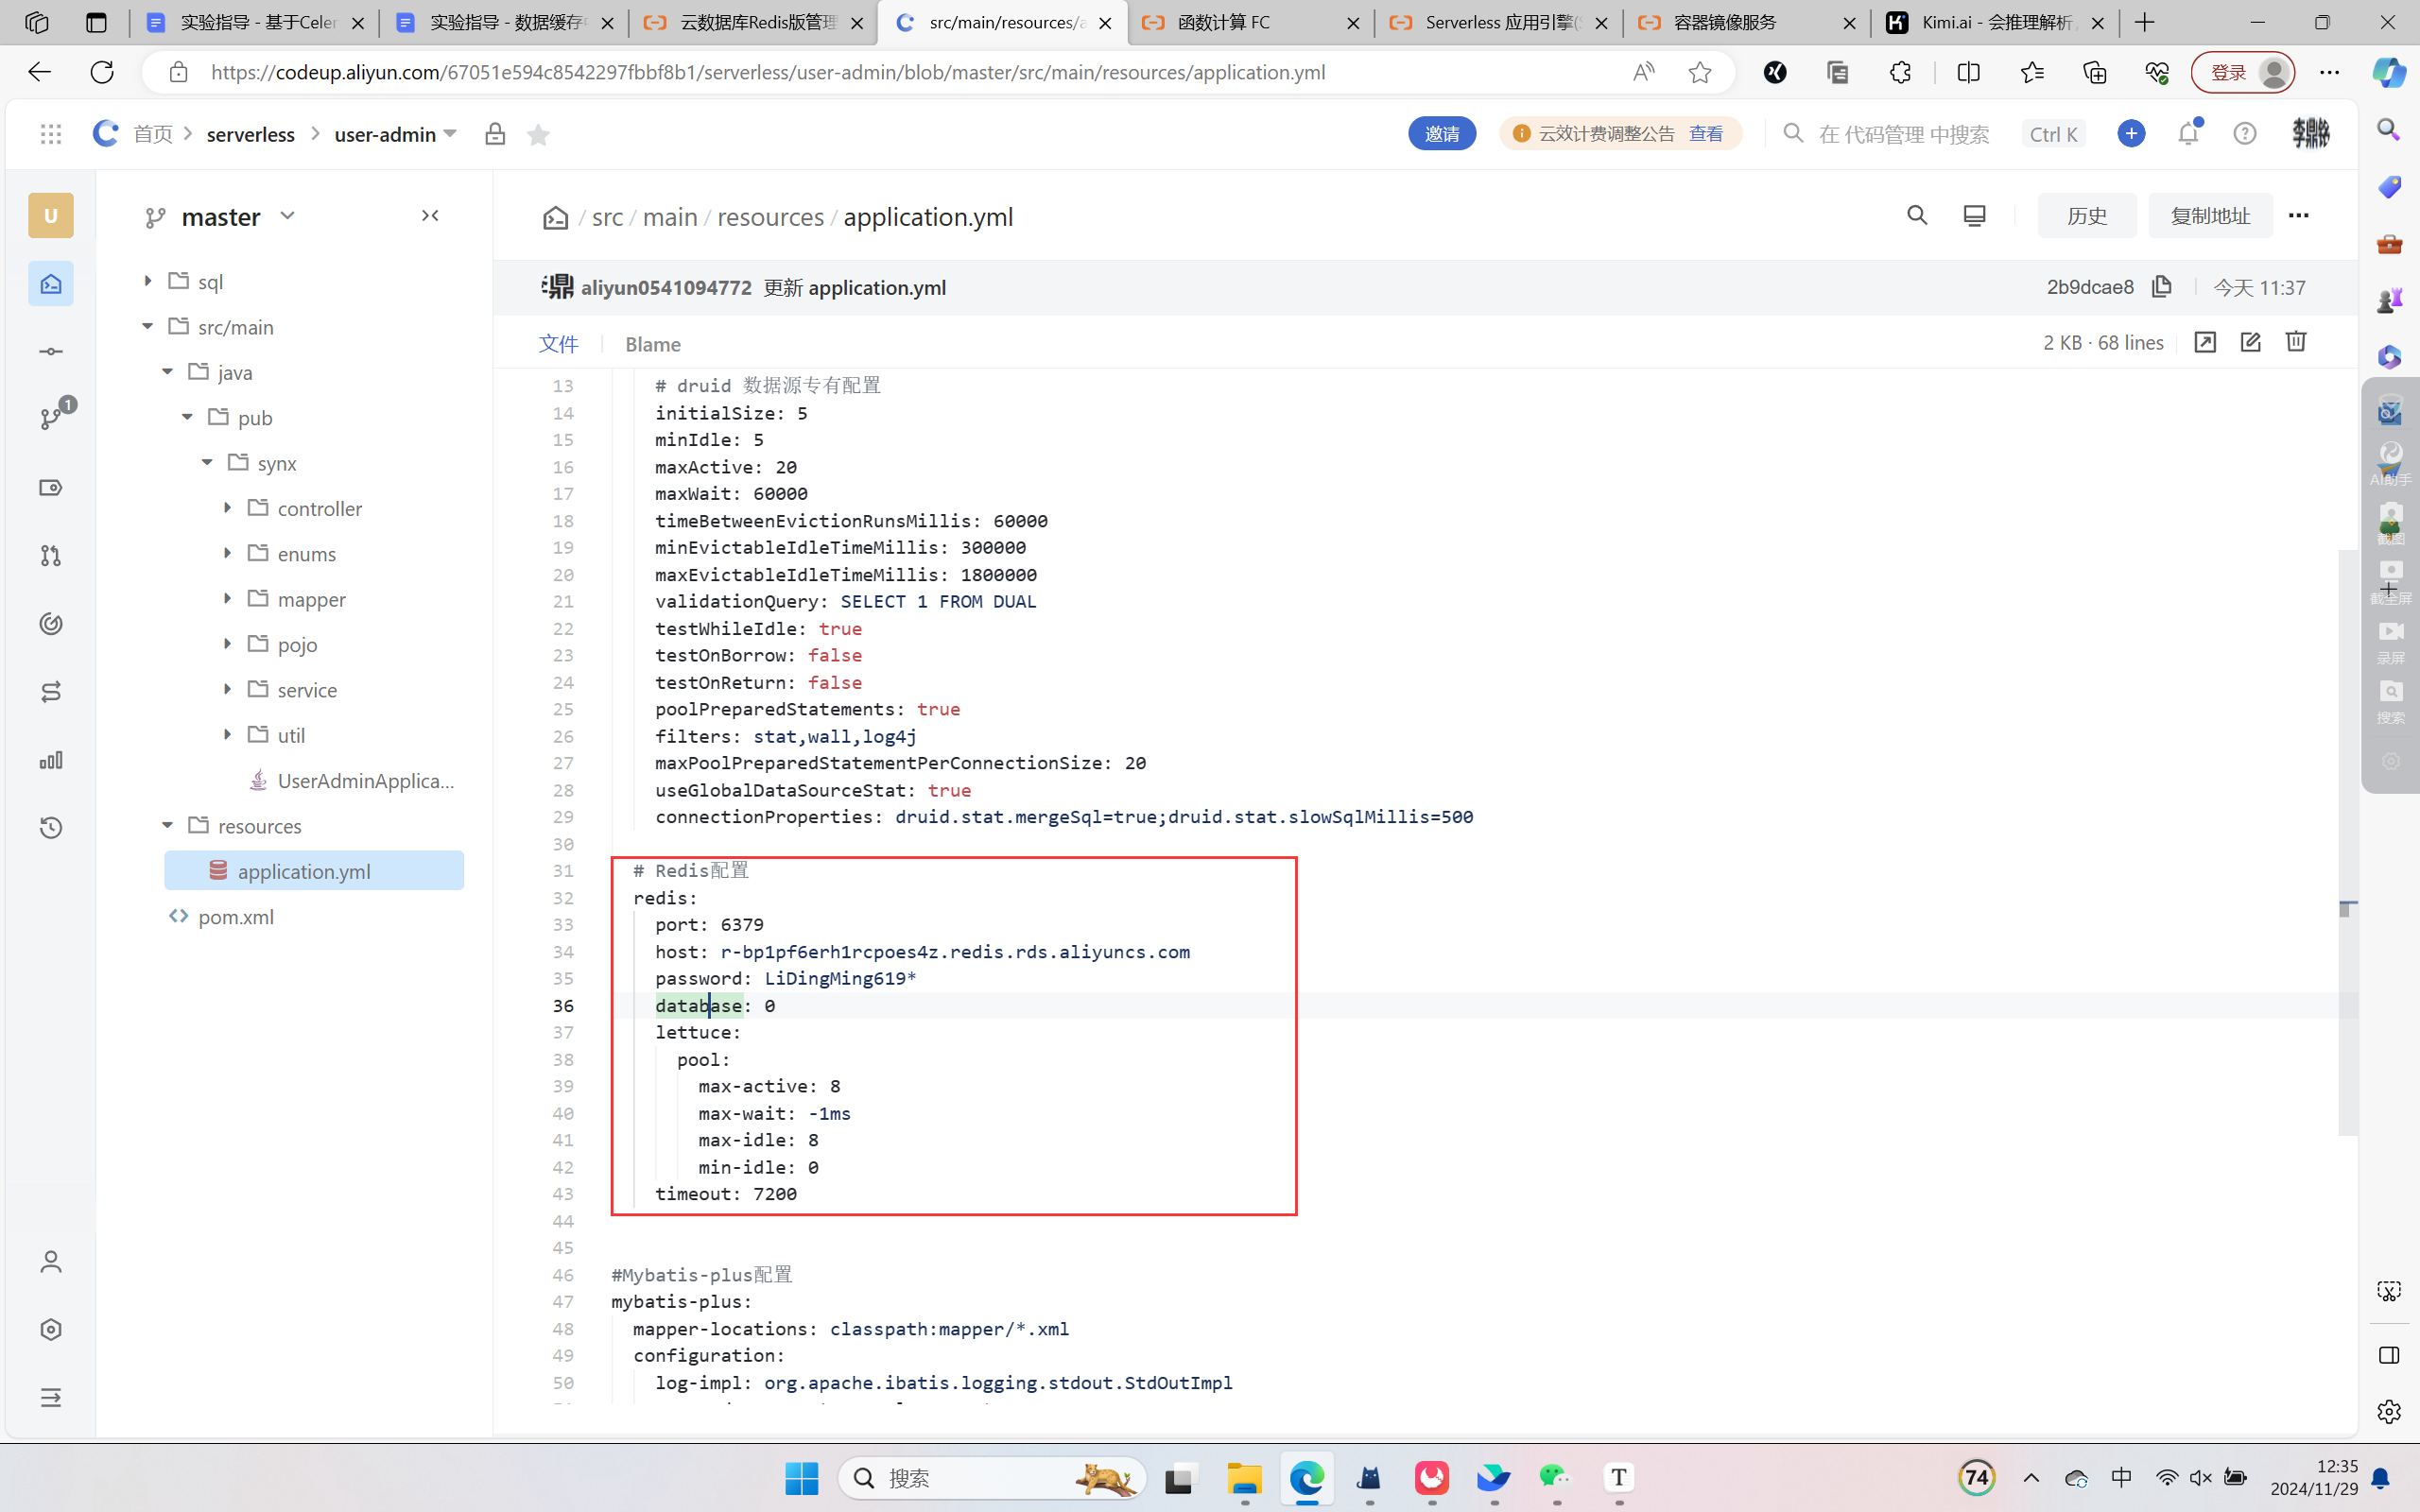 实验指导 - 基于Celer
实验指导 - 数据缓存中
云数据库Redis版管理
src/main/resources/a
函数计算 FC
Serverless 应用引擎(S
容器镜像服务
Kimi.ai - 会推理解析,
https://codeup.aliyun.com/67051e594c8542297fbbf8b1/serverless/user-admin/blob/master/src/main/resources/application.yml
登录
首页 > serverless > user-admin
邀请
云效计费调整公告 查看
在 代码管理 中搜索
Ctrl K
李鼎铭
U
master
/ src / main / resources / application.yml
历史
复制地址
aliyun0541094772 更新 application.yml
2b9dcae8
今天 11:37
文件
Blame
2 KB · 68 lines
1
sql
src/main
java
pub
synx
controller
enums
mapper
pojo
service
util
UserAdminApplica...
resources
application.yml
pom.xml
13 # druid 数据源专有配置
14 initialSize: 5
15 minIdle: 5
16 maxActive: 20
17 maxWait: 60000
18 timeBetweenEvictionRunsMillis: 60000
19 minEvictableIdleTimeMillis: 300000
20 maxEvictableIdleTimeMillis: 1800000
21 validationQuery: SELECT 1 FROM DUAL
22 testWhileIdle: true
23 testOnBorrow: false
24 testOnReturn: false
25 poolPreparedStatements: true
26 filters: stat,wall,log4j
27 maxPoolPreparedStatementPerConnectionSize: 20
28 useGlobalDataSourceStat: true
29 connectionProperties: druid.stat.mergeSql=true;druid.stat.slowSqlMillis=500
30
31 # Redis配置
32 redis:
33 port: 6379
34 host: r-bp1pf6erh1rcpoes4z.redis.rds.aliyuncs.com
35 password: LiDingMing619*
36 database: 0
37 lettuce:
38 pool:
39 max-active: 8
40 max-wait: -1ms
41 max-idle: 8
42 min-idle: 0
43 timeout: 7200
44
45
46 #Mybatis-plus配置
47 mybatis-plus:
48 mapper-locations: classpath:mapper/*.xml
49 configuration:
50 log-impl: org.apache.ibatis.logging.stdout.StdOutImpl
AI助手
截图
截全屏
录屏
搜索
搜索
74
中
12:35
2024/11/29